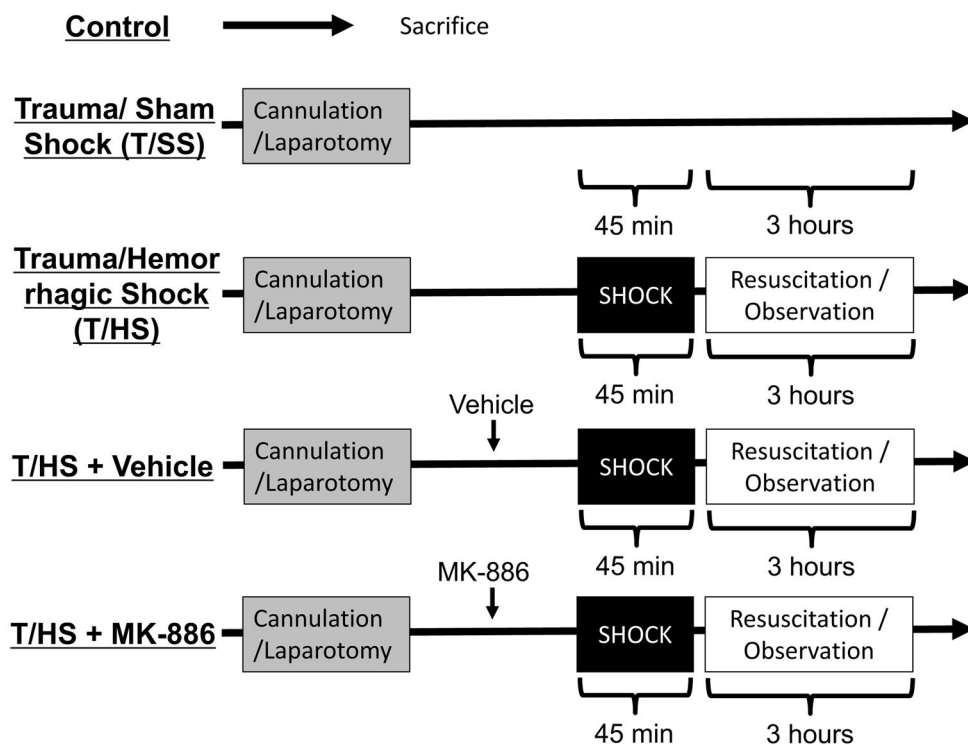 Control
Sacrifice
Trauma/ Sham
Shock (T/SS)
Cannulation
/Laparotomy
45 min
3 hours
Trauma/Hemor
rhagic Shock
(T/HS)
Cannulation
/Laparotomy
SHOCK
Resuscitation /
Observation
45 min
3 hours
Vehicle
T/HS + Vehicle
Cannulation
/Laparotomy
SHOCK
Resuscitation /
Observation
45 min
3 hours
MK-886
T/HS + MK-886
Cannulation
/Laparotomy
SHOCK
Resuscitation /
Observation
45 min
3 hours